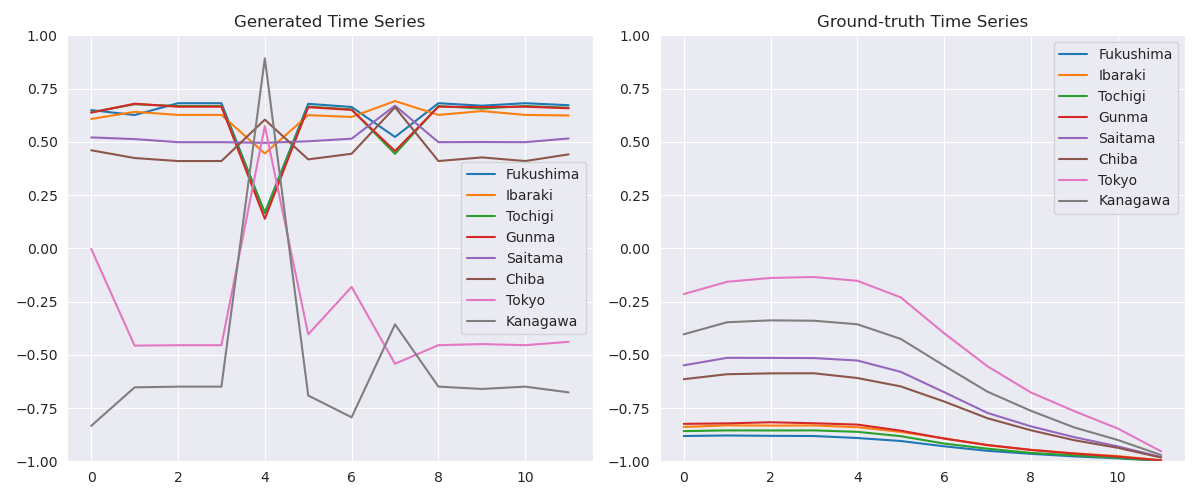 Generated Time Series
1.00
0.75
0.50
0.25
0.00
−0.25
−0.50
−0.75
−1.00
0 2 4 6 8 10
Fukushima
Ibaraki
Tochigi
Gunma
Saitama
Chiba
Tokyo
Kanagawa
Ground-truth Time Series
1.00
0.75
0.50
0.25
0.00
−0.25
−0.50
−0.75
−1.00
0 2 4 6 8 10
Fukushima
Ibaraki
Tochigi
Gunma
Saitama
Chiba
Tokyo
Kanagawa